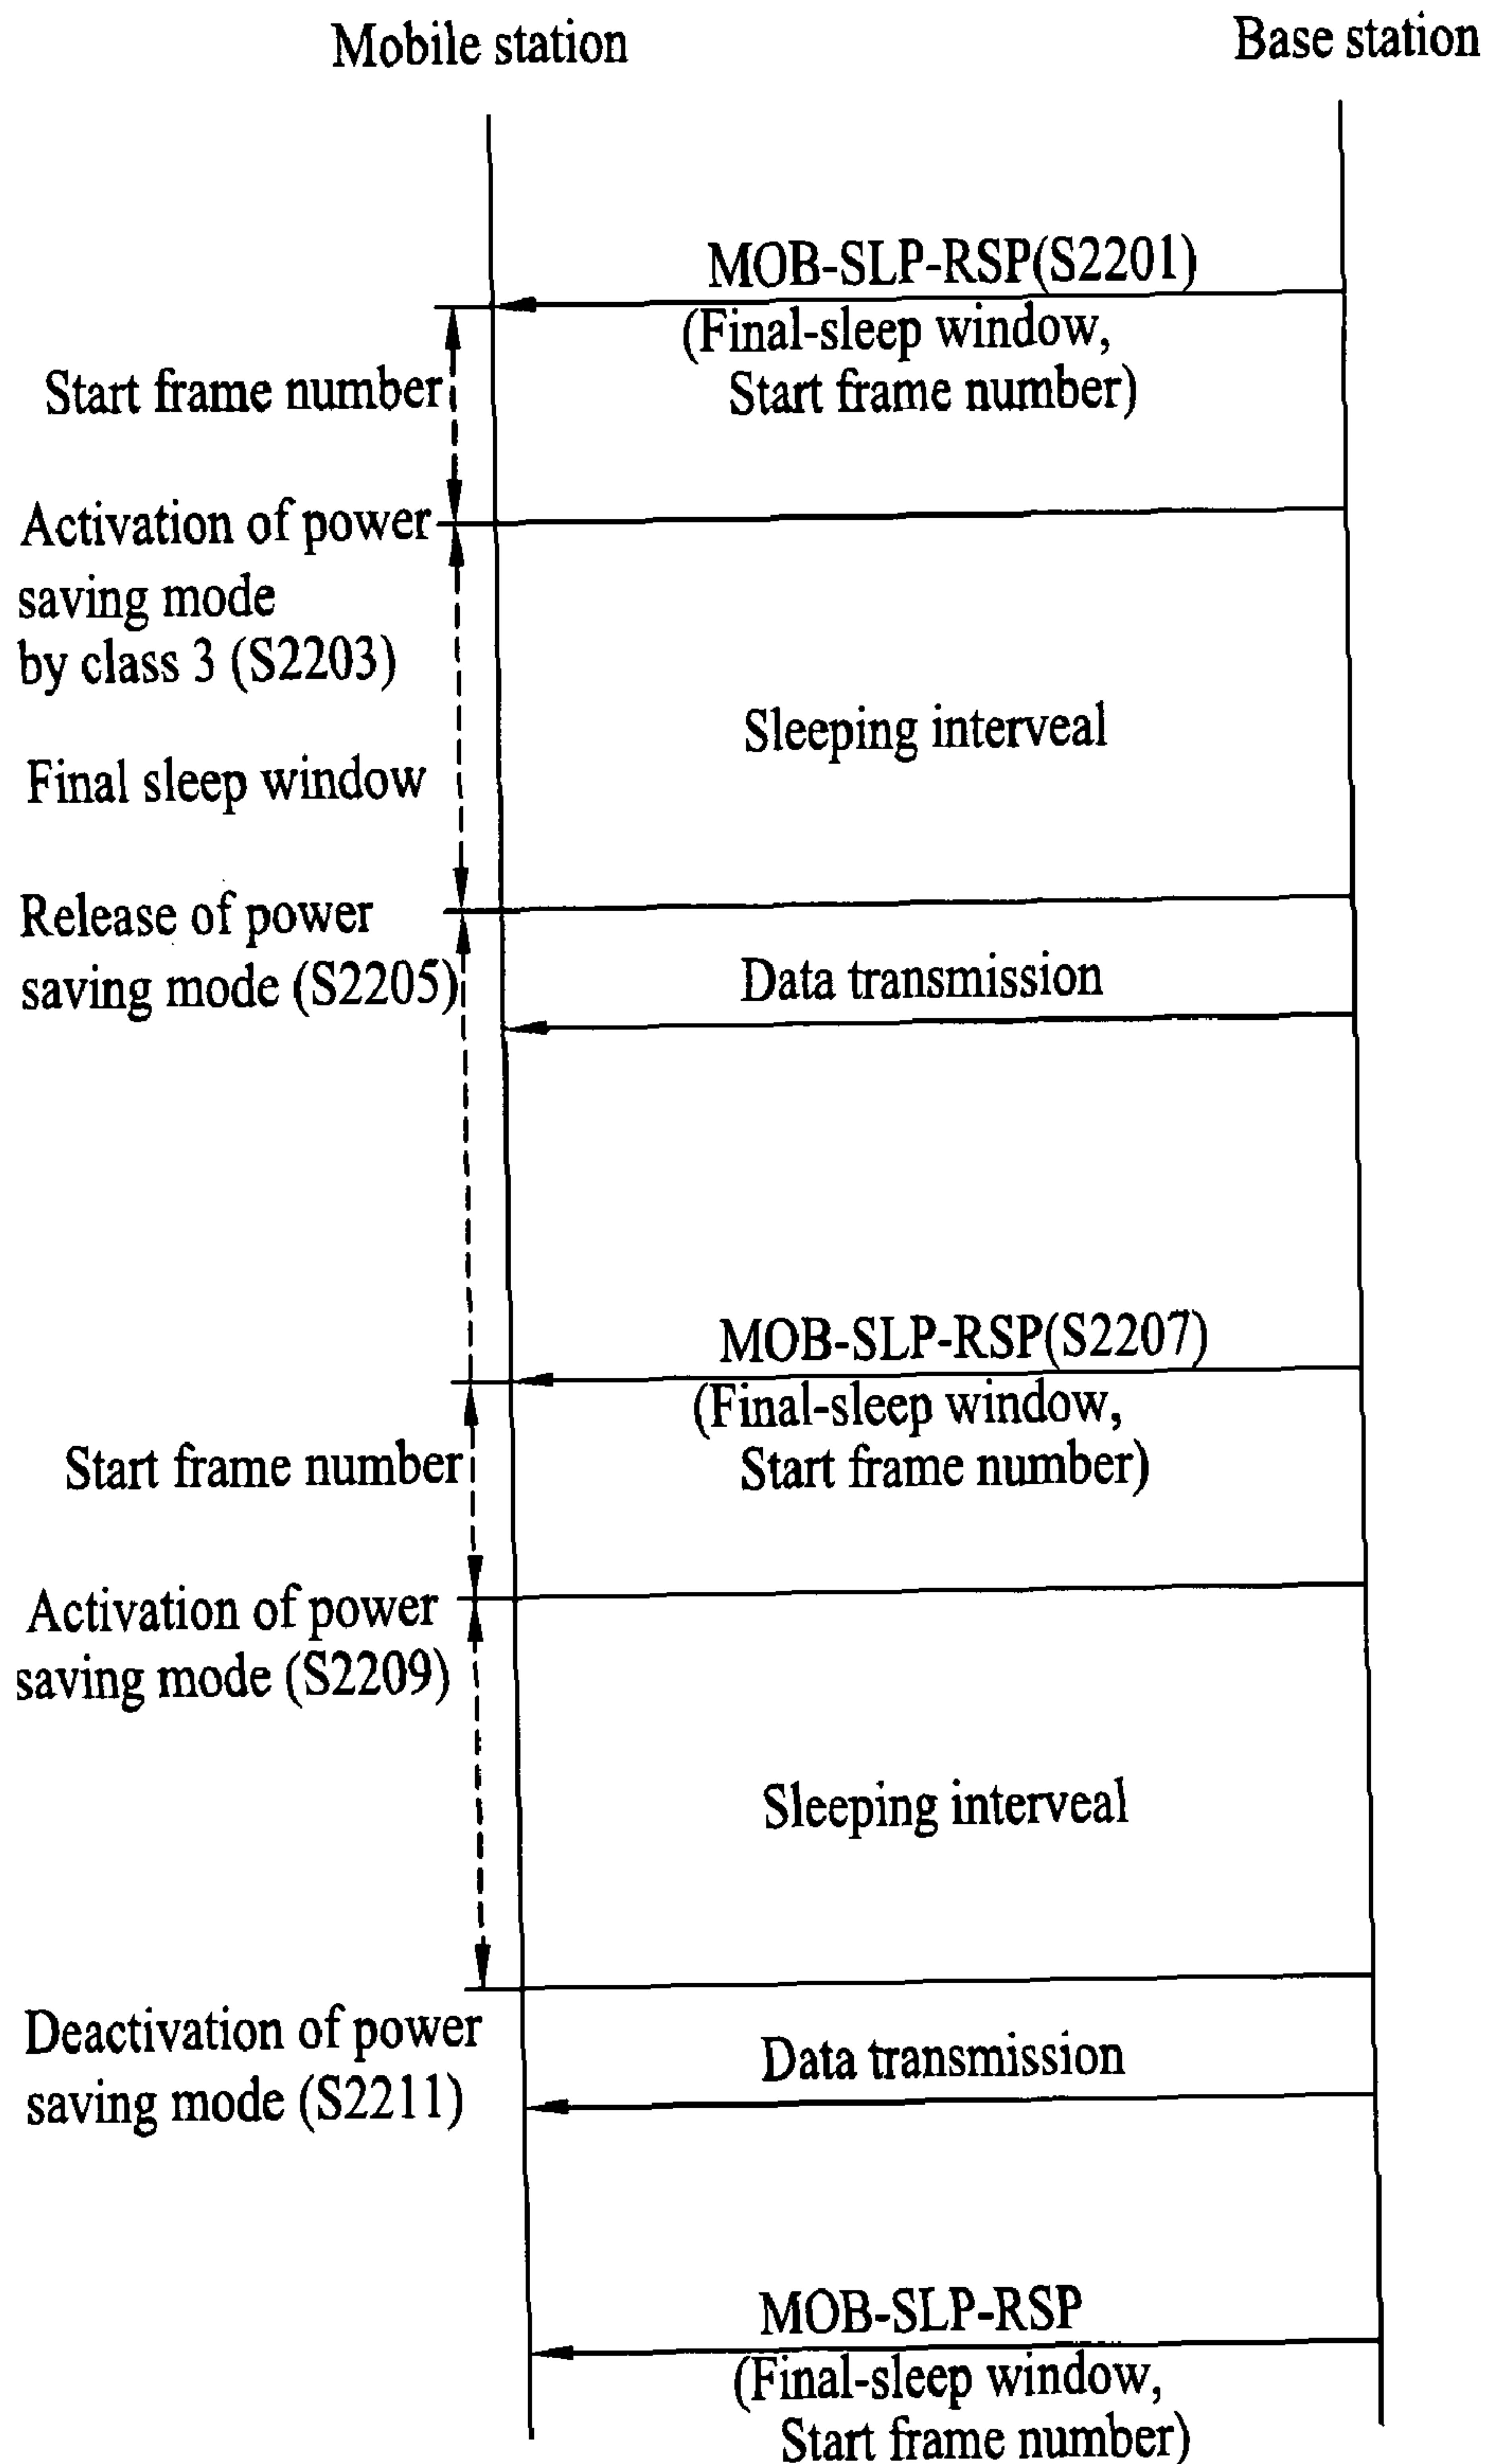 Mobile station
Base station
MOB-SLP-RSP(S2201)
(Final-sleep window,
Start frame number)
Start frame number
Activation of power
saving mode
by class 3 (S2203)
Sleeping interveal
Final sleep window
Release of power
saving mode (S2205)
Data transmission
MOB-SLP-RSP(S2207)
(Final-sleep window,
Start frame number)
Start frame number
Activation of power
saving mode (S2209)
Sleeping interveal
Deactivation of power
saving mode (S2211)
Data transmission
MOB-SLP-RSP
(Final-sleep window,
Start frame number)